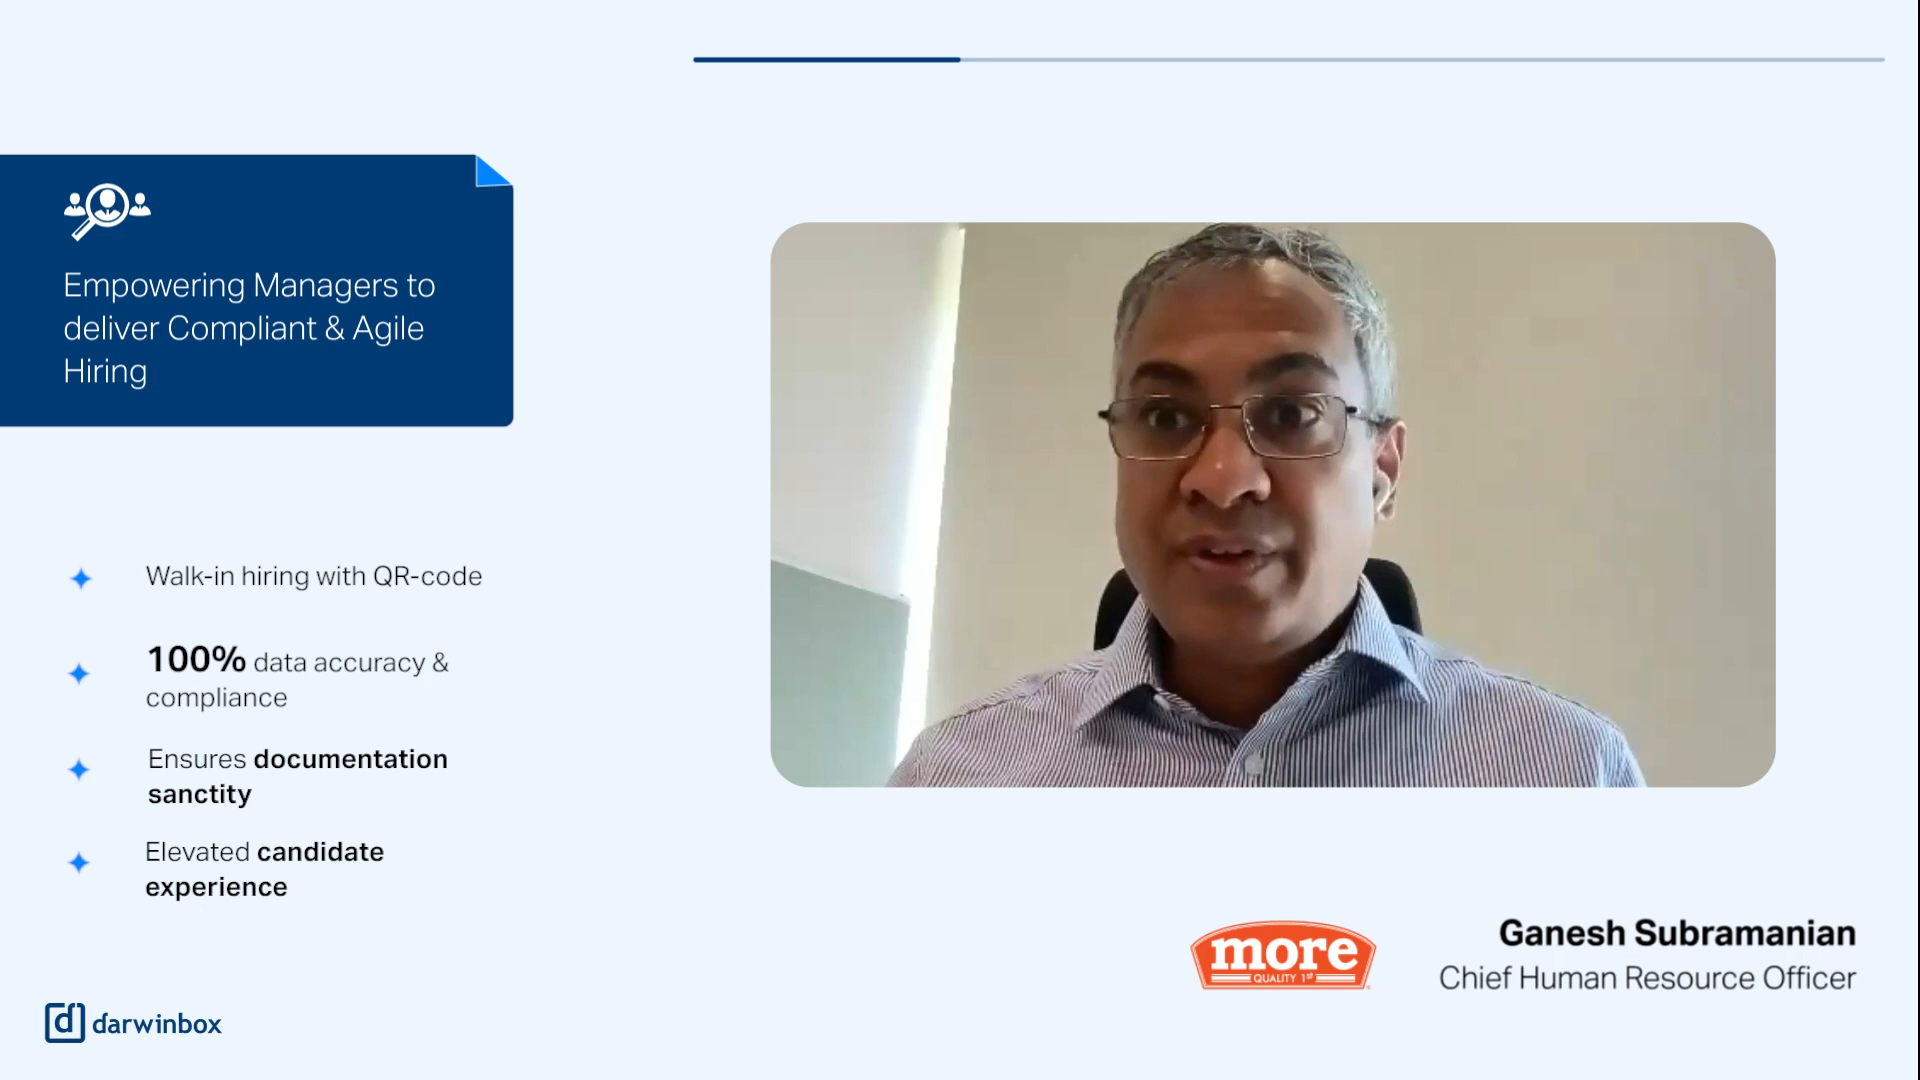 Empowering Managers to
deliver Compliant & Agile
Hiring
Walk-in hiring with QR-code
100% data accuracy &
compliance
Ensures documentation
sanctity
Elevated candidate
experience
more
QUALITY 1st
Ganesh Subramanian
Chief Human Resource Officer
d darwinbox